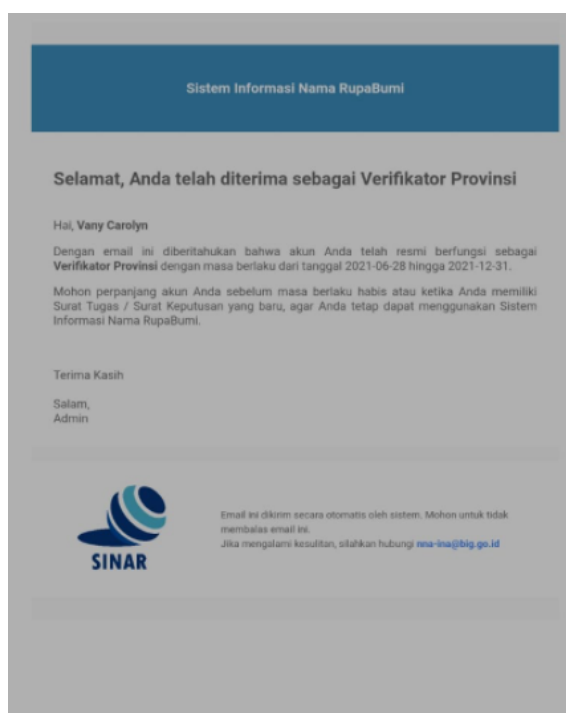 Sistem Informasi Nama RupaBumi
Selamat, Anda telah diterima sebagai Verifikator Provinsi
Hai, Vany Carolyn
Dengan email ini diberitahukan bahwa akun Anda telah resmi berfungsi sebagai
Verifikator Provinsi dengan masa berlaku dari tanggal 2021-06-28 hingga 2021-12-31.
Mohon perpanjang akun Anda sebelum masa berlaku habis atau ketika Anda memiliki
Surat Tugas / Surat Keputusan yang baru, agar Anda tetap dapat menggunakan Sistem
Informasi Nama RupaBumi.
Terima Kasih
Salam,
Admin
Email ini dikirim secara otomatis oleh sistem. Mohon untuk tidak
membalas email ini.
Jika mengalami kesulitan, silahkan hubungi nna-ina@big.go.id
SINAR